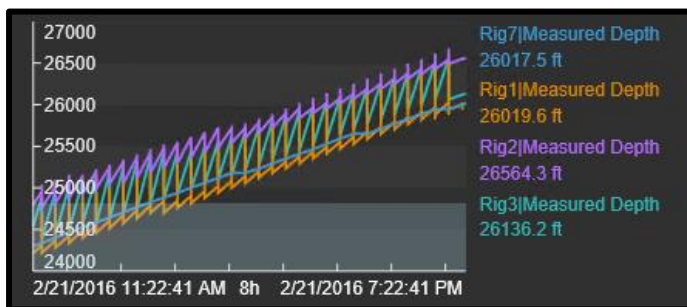 27000
26500
26000
25500
25000
24500
24000
2/21/2016 11:22:41 AM 8h 2/21/2016 7:22:41 PM
Rig7|Measured Depth
26017.5 ft
Rig1|Measured Depth
26019.6 ft
Rig2|Measured Depth
26564.3 ft
Rig3|Measured Depth
26136.2 ft